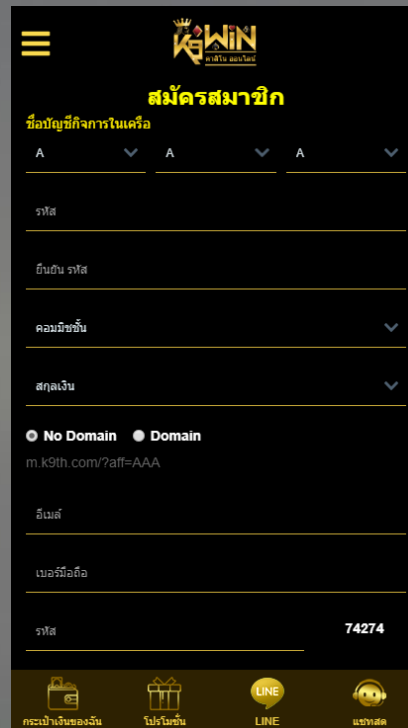 K9WiN
คาสิโน ออนไลน์
สมัครสมาชิก
ชื่อบัญชีกิจการในเครือ
A A A
รหัส
ยืนยัน รหัส
คอมมิชชั่น
สกุลเงิน
No Domain Domain
m.k9th.com/?aff=AAA
อีเมล์
เบอร์มือถือ
รหัส 74274
LINE
กระเป๋าเงินของฉัน โปรโมชั่น LINE แชทสด